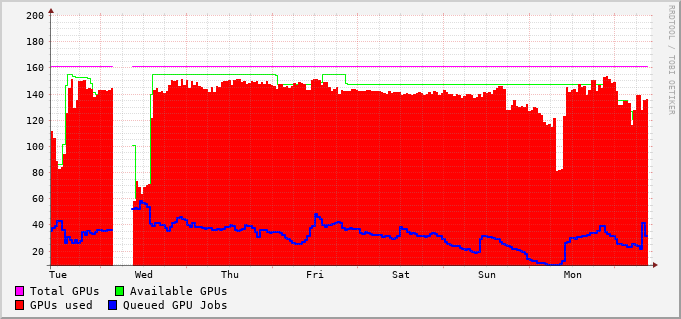 200
180
160
140
120
100
80
60
40
20
Tue Wed Thu Fri Sat Sun Mon
Total GPUs Available GPUs
GPUs used Queued GPU Jobs
RRDTOOL / TOBI OETIKER